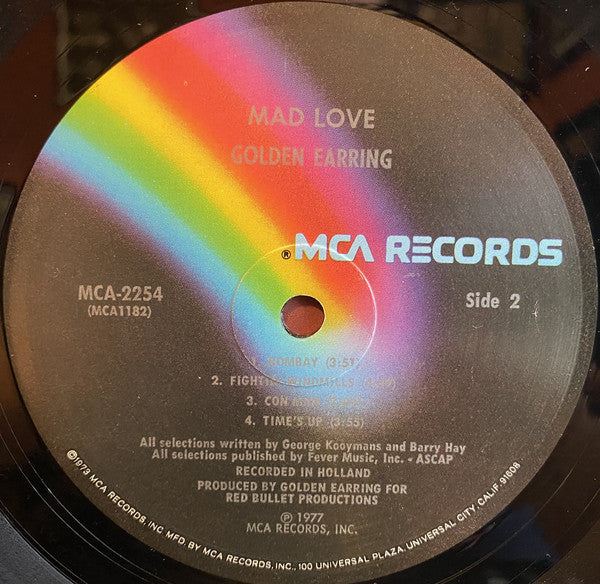 MAD LOVE
GOLDEN EARRING
® MCA RECORDS
MCA-2254
(MCA1182)
Side 2
1. BOMBAY (3:51)
2. FIGHTIN' WINDMILLS
3. CON MAN
4. TIME'S UP (3:55)
All selections written by George Kooymans and Barry Hay
All selections published by Fever Music, Inc. - ASCAP
RECORDED IN HOLLAND
PRODUCED BY GOLDEN EARRING FOR
RED BULLET PRODUCTIONS
℗ 1977
MCA RECORDS, INC.
©1973 MCA RECORDS, INC. MFD. BY MCA RECORDS, INC., 100 UNIVERSAL PLAZA, UNIVERSAL CITY, CALIF. 91608